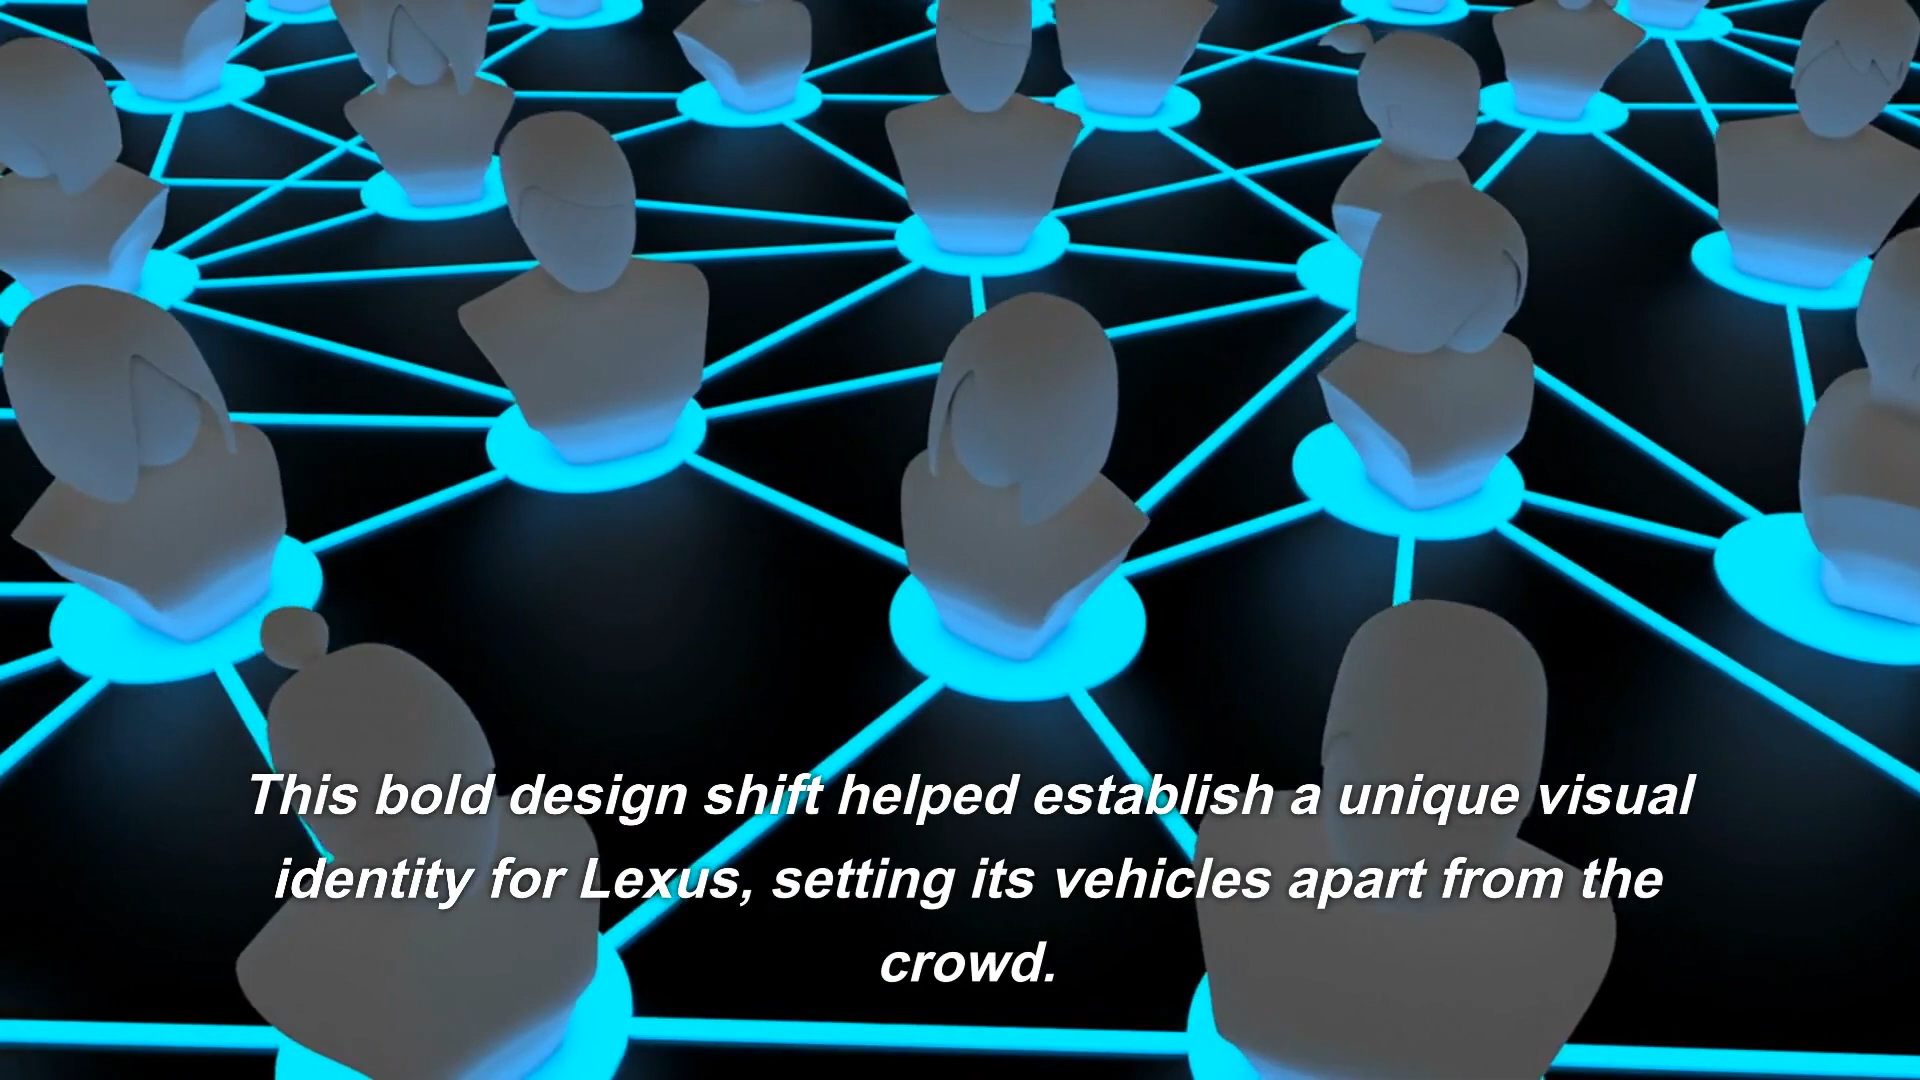 This bold design shift helped establish a unique visual
identity for Lexus, setting its vehicles apart from the
crowd.